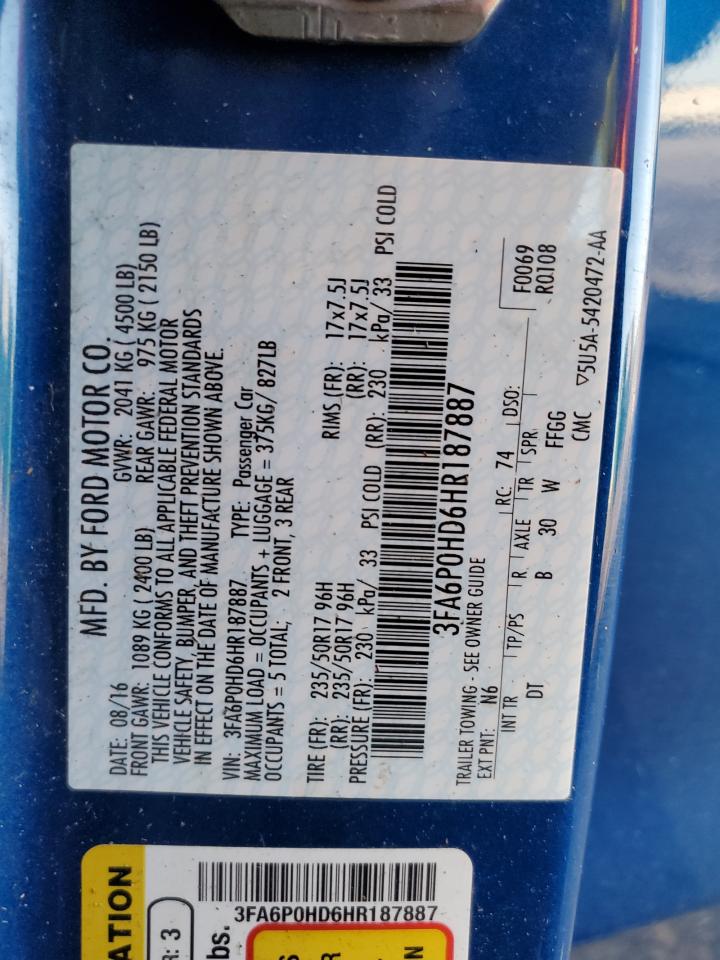 MFD. BY FORD MOTOR CO.
DATE: 08/16 GVWR: 2041 KG ( 4500 LB)
FRONT GAWR: 1089 KG ( 2400 LB) REAR GAWR: 975 KG ( 2150 LB)
THIS VEHICLE CONFORMS TO ALL APPLICABLE FEDERAL MOTOR
VEHICLE SAFETY, BUMPER, AND THEFT PREVENTION STANDARDS
IN EFFECT ON THE DATE OF MANUFACTURE SHOWN ABOVE.
VIN: 3FA6P0HD6HR187887 TYPE: Passenger Car
MAXIMUM LOAD = OCCUPANTS + LUGGAGE = 375KG/ 827LB
OCCUPANTS = 5 TOTAL; 2 FRONT, 3 REAR
TIRE (FR): 235/50R17 96H RIMS (FR): 17x7.5J
(RR): 235/50R17 96H (RR): 17x7.5J
PRESSURE (FR): 230 kPa/ 33 PSI COLD (RR): 230 kPa/ 33 PSI COLD
3FA6P0HD6HR187887
TRAILER TOWING - SEE OWNER GUIDE
EXT PNT: N6 RC: 74 DSO: F0069
R0108
INT TR TP/PS R AXLE TR SPR
DT B 30 W FFGG
CMC ▽5U5A-5420472-AA
ATION
R: 3
bs.
3FA6P0HD6HR187887
S
R
N